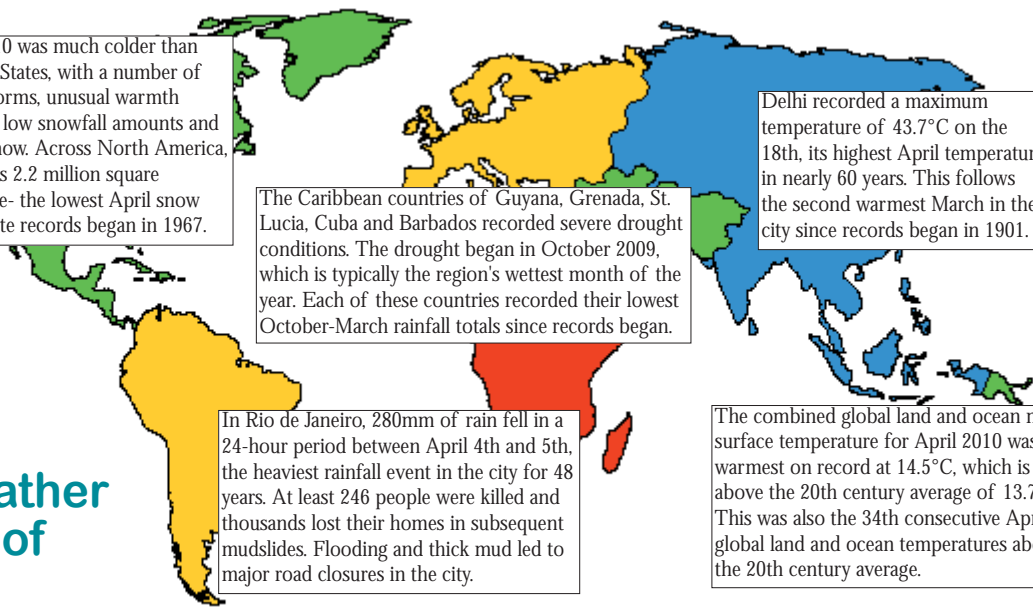 0 was much colder than
States, with a number of
orms, unusual warmth
low snowfall amounts and
now. Across North America,
s 2.2 million square
e- the lowest April snow
te records began in 1967.
The Caribbean countries of Guyana, Grenada, St.
Lucia, Cuba and Barbados recorded severe drought
conditions. The drought began in October 2009,
which is typically the region's wettest month of the
year. Each of these countries recorded their lowest
October-March rainfall totals since records began.
Delhi recorded a maximum
temperature of 43.7°C on the
18th, its highest April temperatur
in nearly 60 years. This follows
the second warmest March in the
city since records began in 1901.
In Rio de Janeiro, 280mm of rain fell in a
24-hour period between April 4th and 5th,
the heaviest rainfall event in the city for 48
years. At least 246 people were killed and
thousands lost their homes in subsequent
mudslides. Flooding and thick mud led to
major road closures in the city.
The combined global land and ocean
surface temperature for April 2010 was
warmest on record at 14.5°C, which is
above the 20th century average of 13.7
This was also the 34th consecutive Apr
global land and ocean temperatures ab
the 20th century average.
ather
of